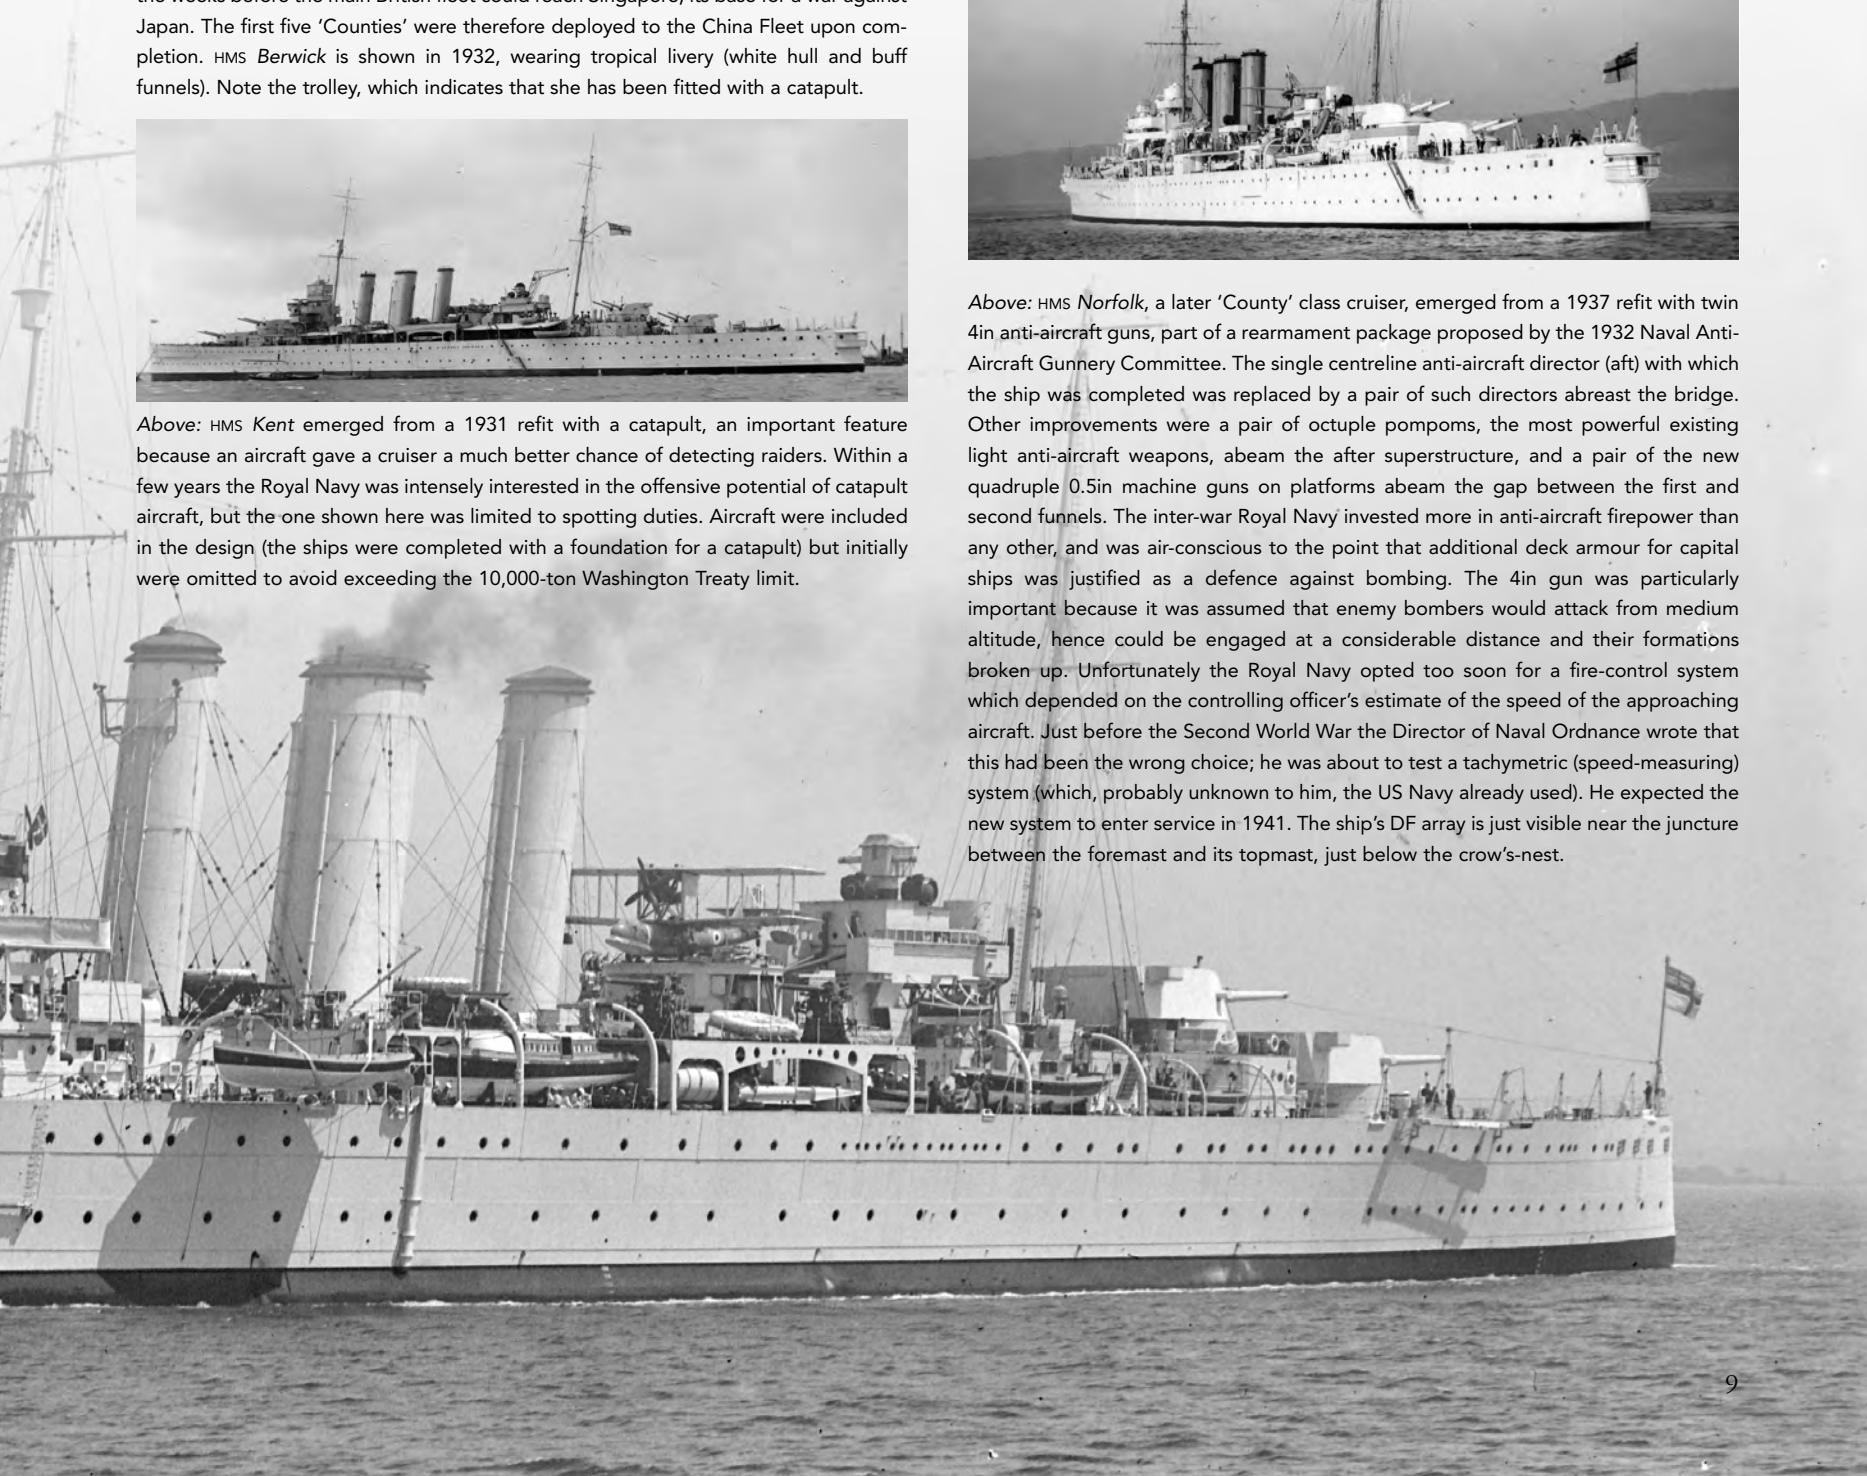 the weeks before the main British fleet could reach Singapore, its base for a war against
Japan. The first five ‘Counties’ were therefore deployed to the China Fleet upon com-
pletion. HMS Berwick is shown in 1932, wearing tropical livery (white hull and buff
funnels). Note the trolley, which indicates that she has been fitted with a catapult.
Above: HMS Kent emerged from a 1931 refit with a catapult, an important feature
because an aircraft gave a cruiser a much better chance of detecting raiders. Within a
few years the Royal Navy was intensely interested in the offensive potential of catapult
aircraft, but the one shown here was limited to spotting duties. Aircraft were included
in the design (the ships were completed with a foundation for a catapult) but initially
were omitted to avoid exceeding the 10,000-ton Washington Treaty limit.
Above: HMS Norfolk, a later ‘County’ class cruiser, emerged from a 1937 refit with twin
4in anti-aircraft guns, part of a rearmament package proposed by the 1932 Naval Anti-
Aircraft Gunnery Committee. The single centreline anti-aircraft director (aft) with which
the ship was completed was replaced by a pair of such directors abreast the bridge.
Other improvements were a pair of octuple pompoms, the most powerful existing
light anti-aircraft weapons, abeam the after superstructure, and a pair of the new
quadruple 0.5in machine guns on platforms abeam the gap between the first and
second funnels. The inter-war Royal Navy invested more in anti-aircraft firepower than
any other, and was air-conscious to the point that additional deck armour for capital
ships was justified as a defence against bombing. The 4in gun was particularly
important because it was assumed that enemy bombers would attack from medium
altitude, hence could be engaged at a considerable distance and their formations
broken up. Unfortunately the Royal Navy opted too soon for a fire-control system
which depended on the controlling officer’s estimate of the speed of the approaching
aircraft. Just before the Second World War the Director of Naval Ordnance wrote that
this had been the wrong choice; he was about to test a tachymetric (speed-measuring)
system (which, probably unknown to him, the US Navy already used). He expected the
new system to enter service in 1941. The ship’s DF array is just visible near the juncture
between the foremast and its topmast, just below the crow’s-nest.
9